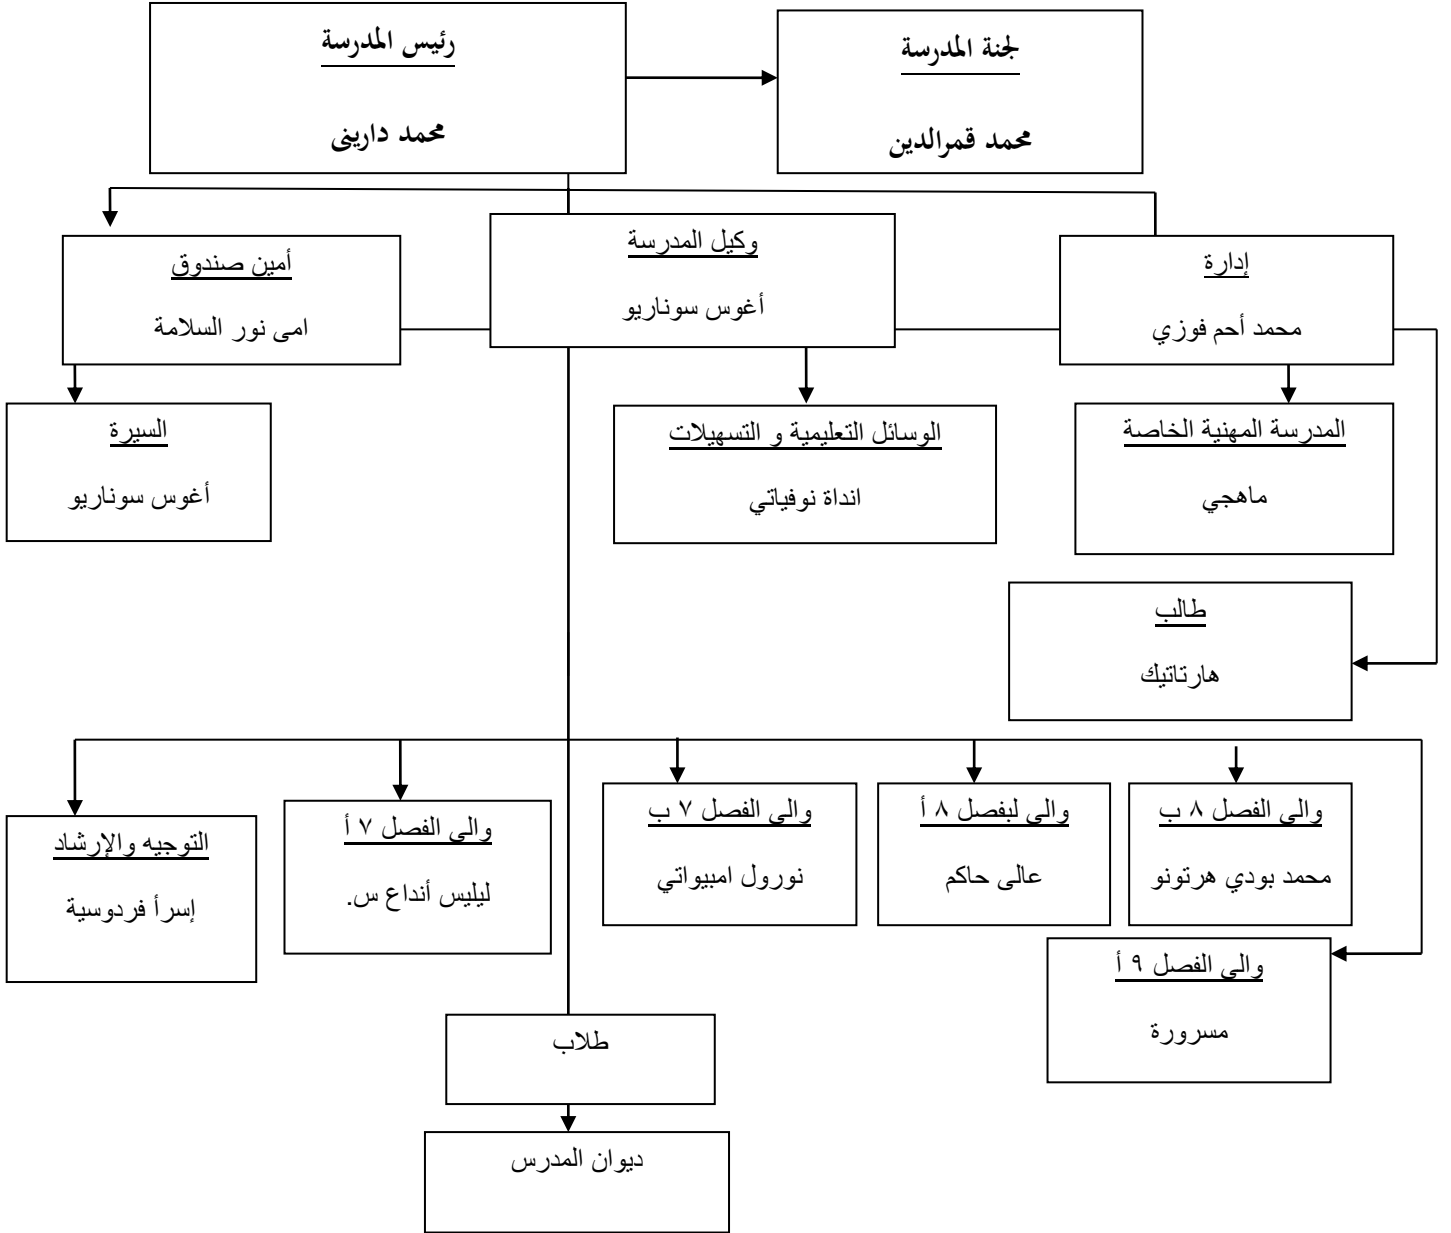 رئيس المدرسة
محمد داريني
لجنة المدرسة
محمد قمرالدين
إدارة
محمد أحم فوزي
وكيل المدرسة
أغوس سوناريو
أمين صندوق
امى نور السلامة
المدرسة المهنية الخاصة
ماهجي
الوسائل التعليمية و التسهيلات
انداة نوفياتي
السيرة
أغوس سوناريو
طالب
هارتاتيك
والى الفصل ٨ ب
محمد بودي هرتونو
والى لبفصل ٨ أ
عالى حاكم
والى الفصل ٧ ب
نورول امبيواتي
والى الفصل ٧ أ
ليليس أنداع س.
التوجيه والإرشاد
إسرأ فردوسية
والى الفصل ٩ أ
مسرورة
طلاب
ديوان المدرس